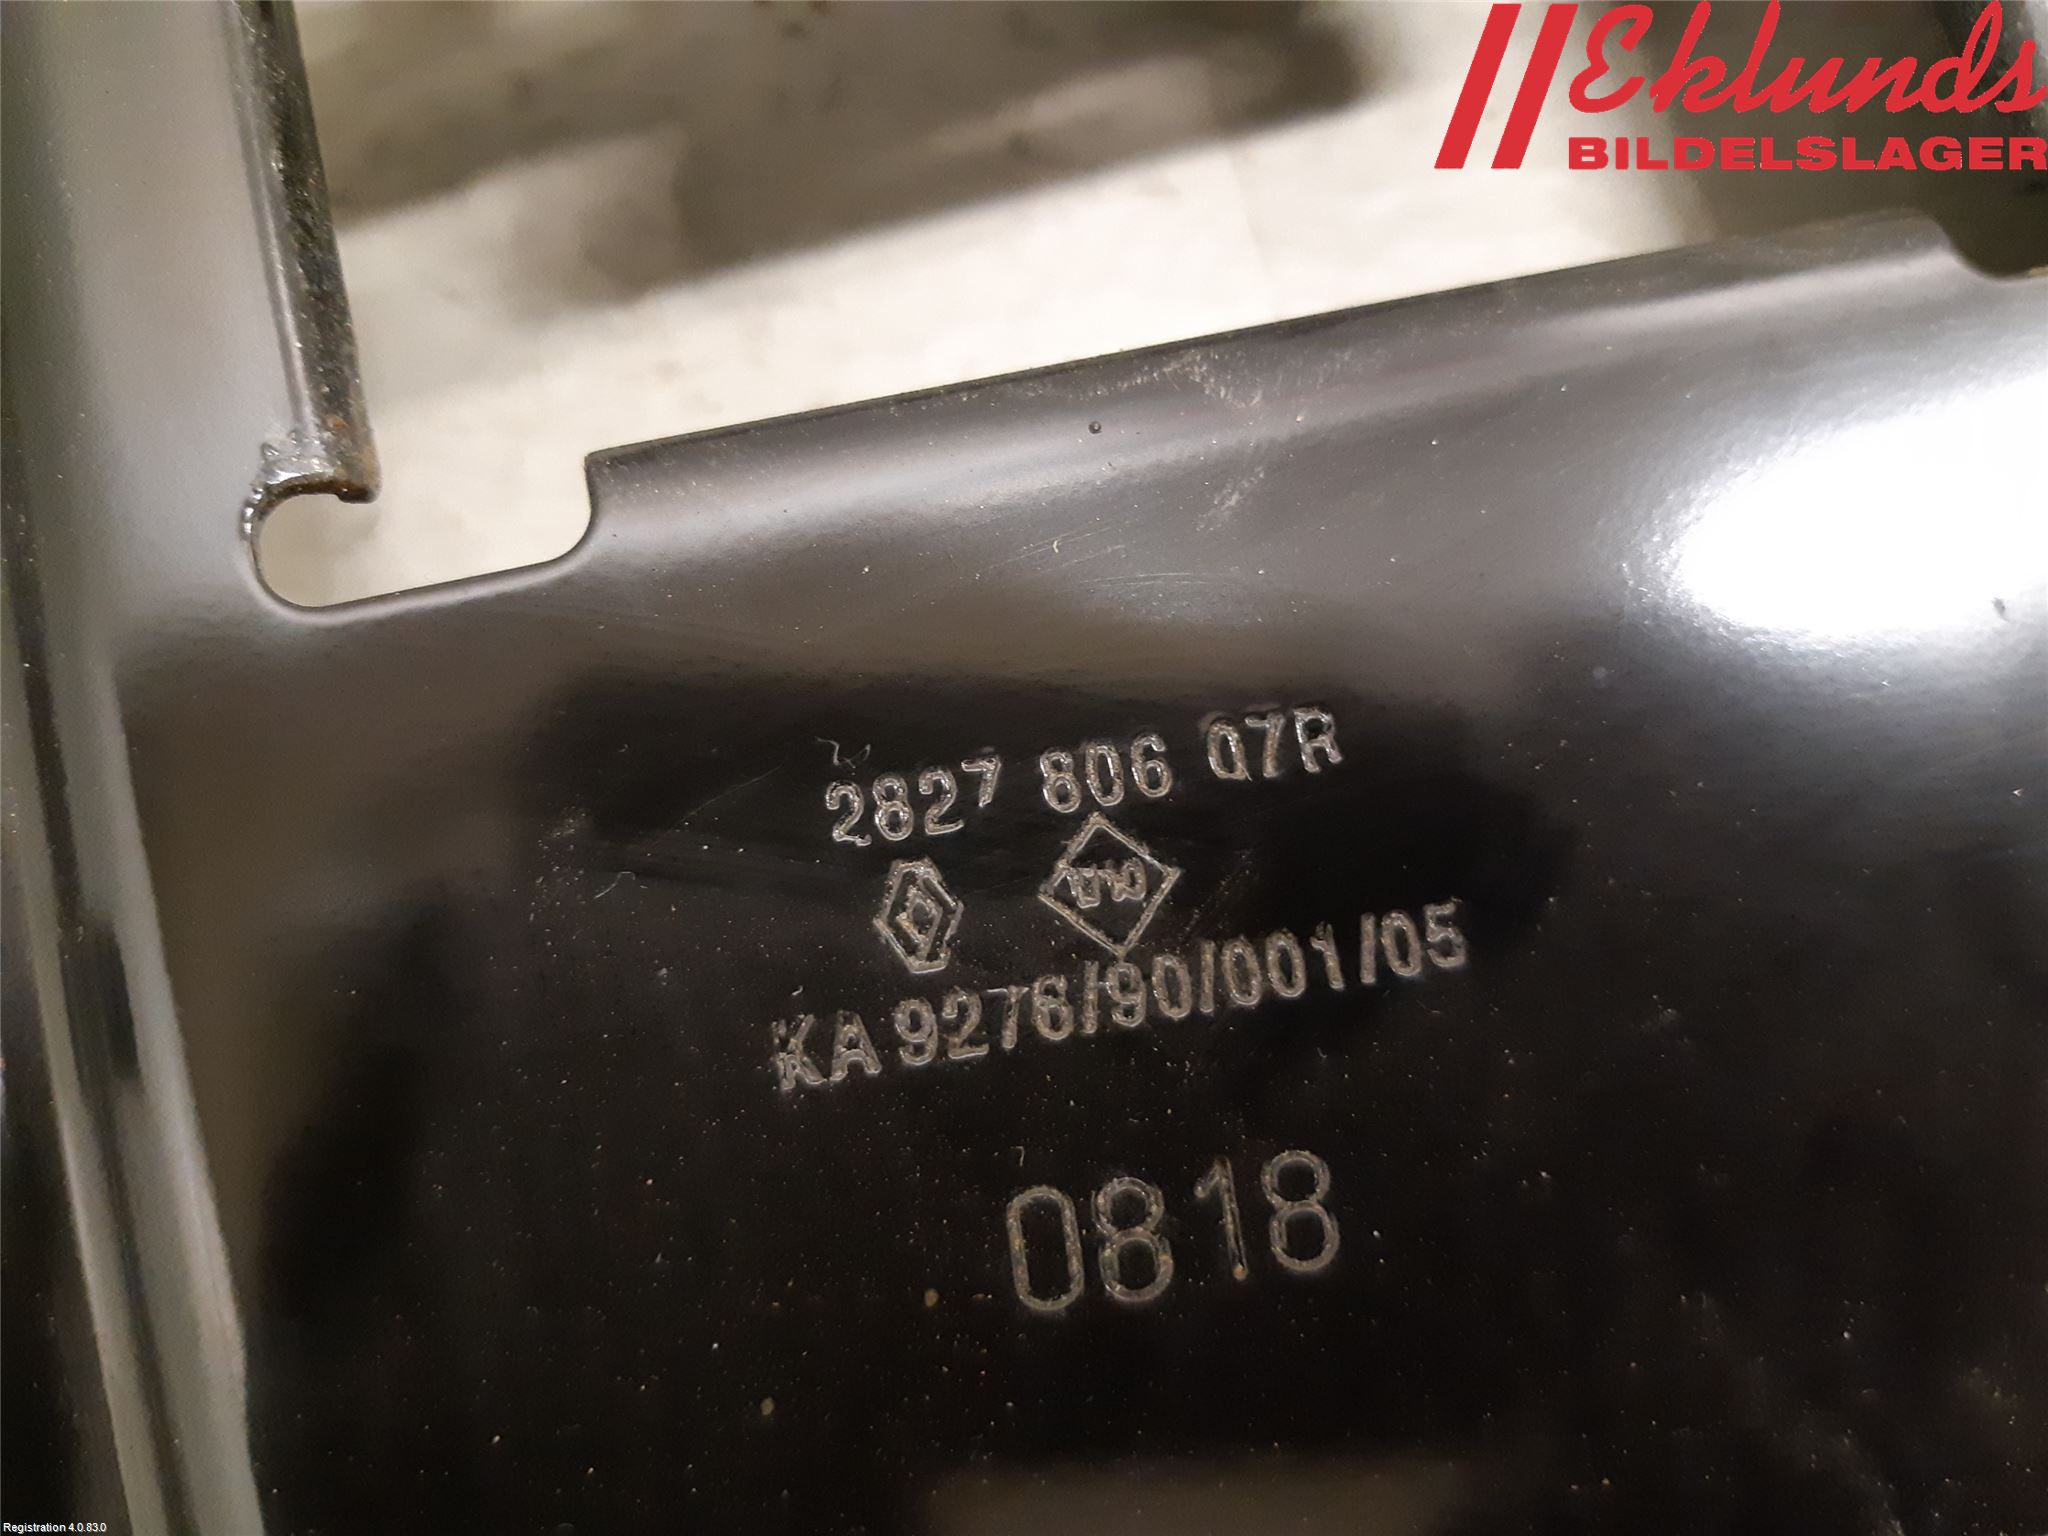 Eklunds
BILDELSLAGER
2827 806 07R
KA 9276/90/001/05
0818
Registration 4.0.83.0